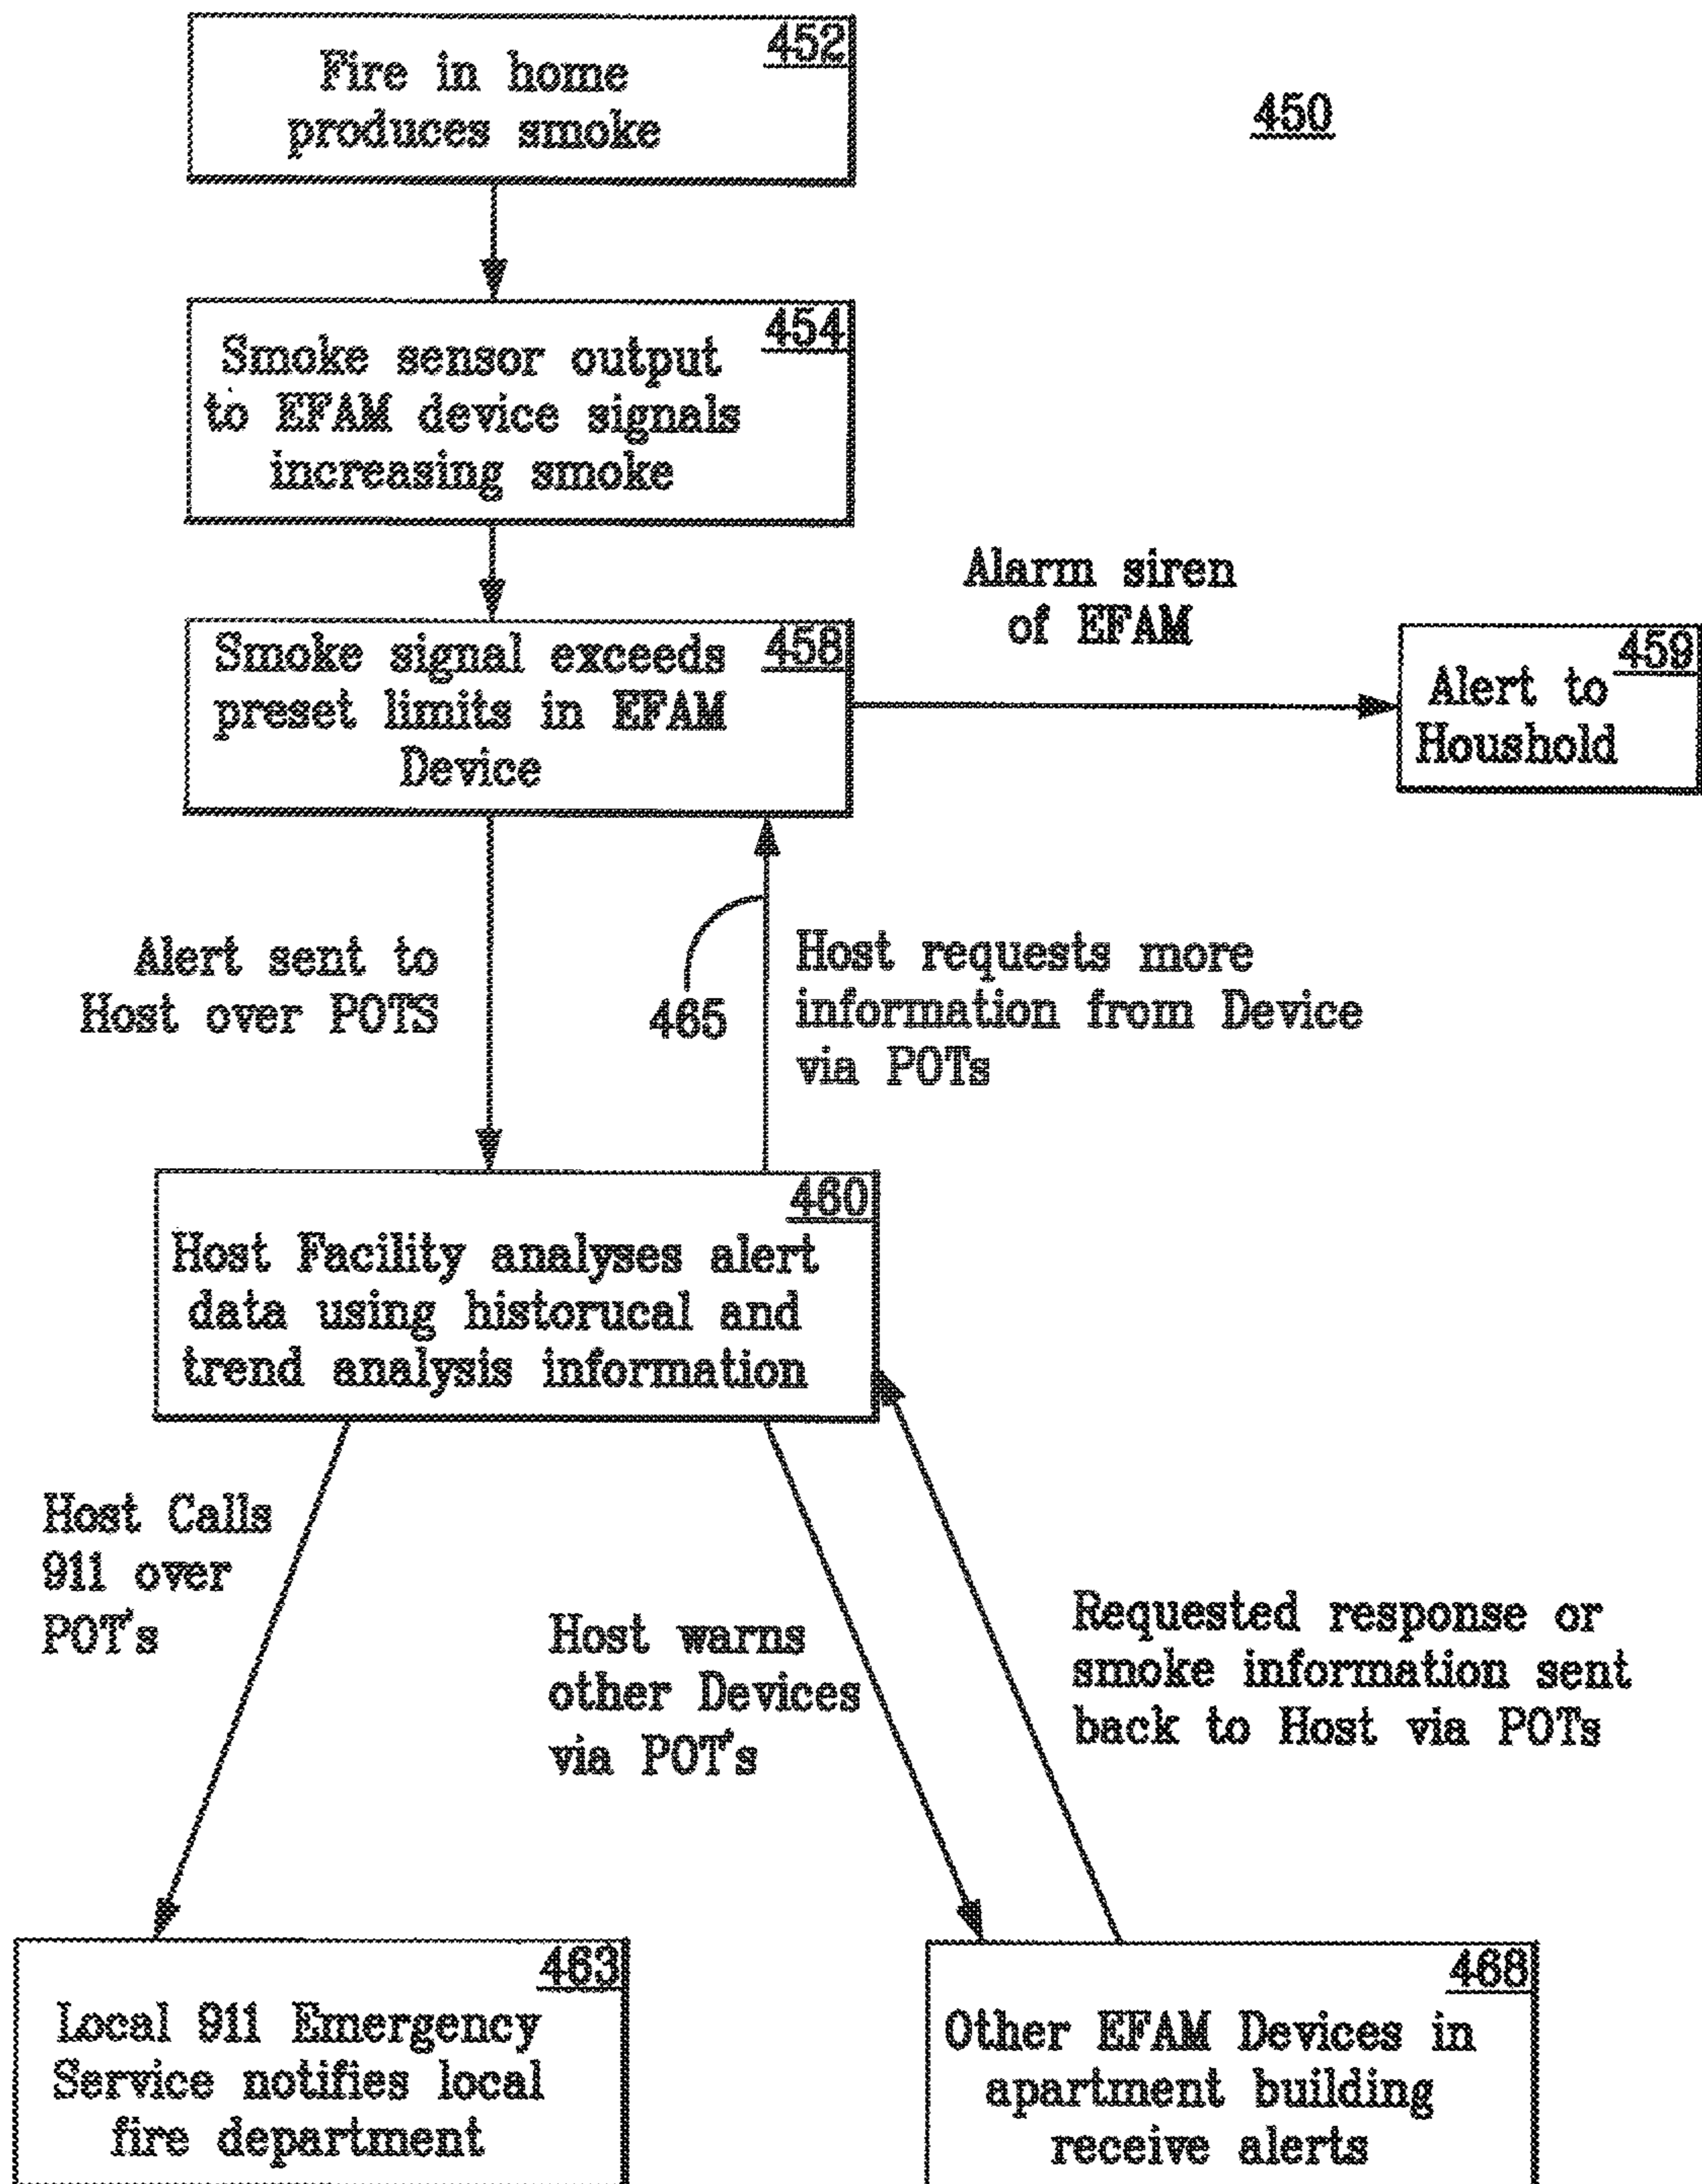 452
Fire in home
produces smoke
450
454
Smoke sensor output
to EFAM device signals
increasing smoke
458
Smoke signal exceeds
preset limits in EFAM
Device
Alarm siren
of EFAM
459
Alert to
Houshold
Alert sent to
Host over POTS
465
Host requests more
information from Device
via POTs
460
Host Facility analyses alert
data using historucal and
trend analysis information
Host Calls
911 over
POT's
Host warns
other Devices
via POT's
Requested response or
smoke information sent
back to Host via POTs
463
Local 911 Emergency
Service notifies local
fire department
468
Other EFAM Devices in
apartment building
receive alerts